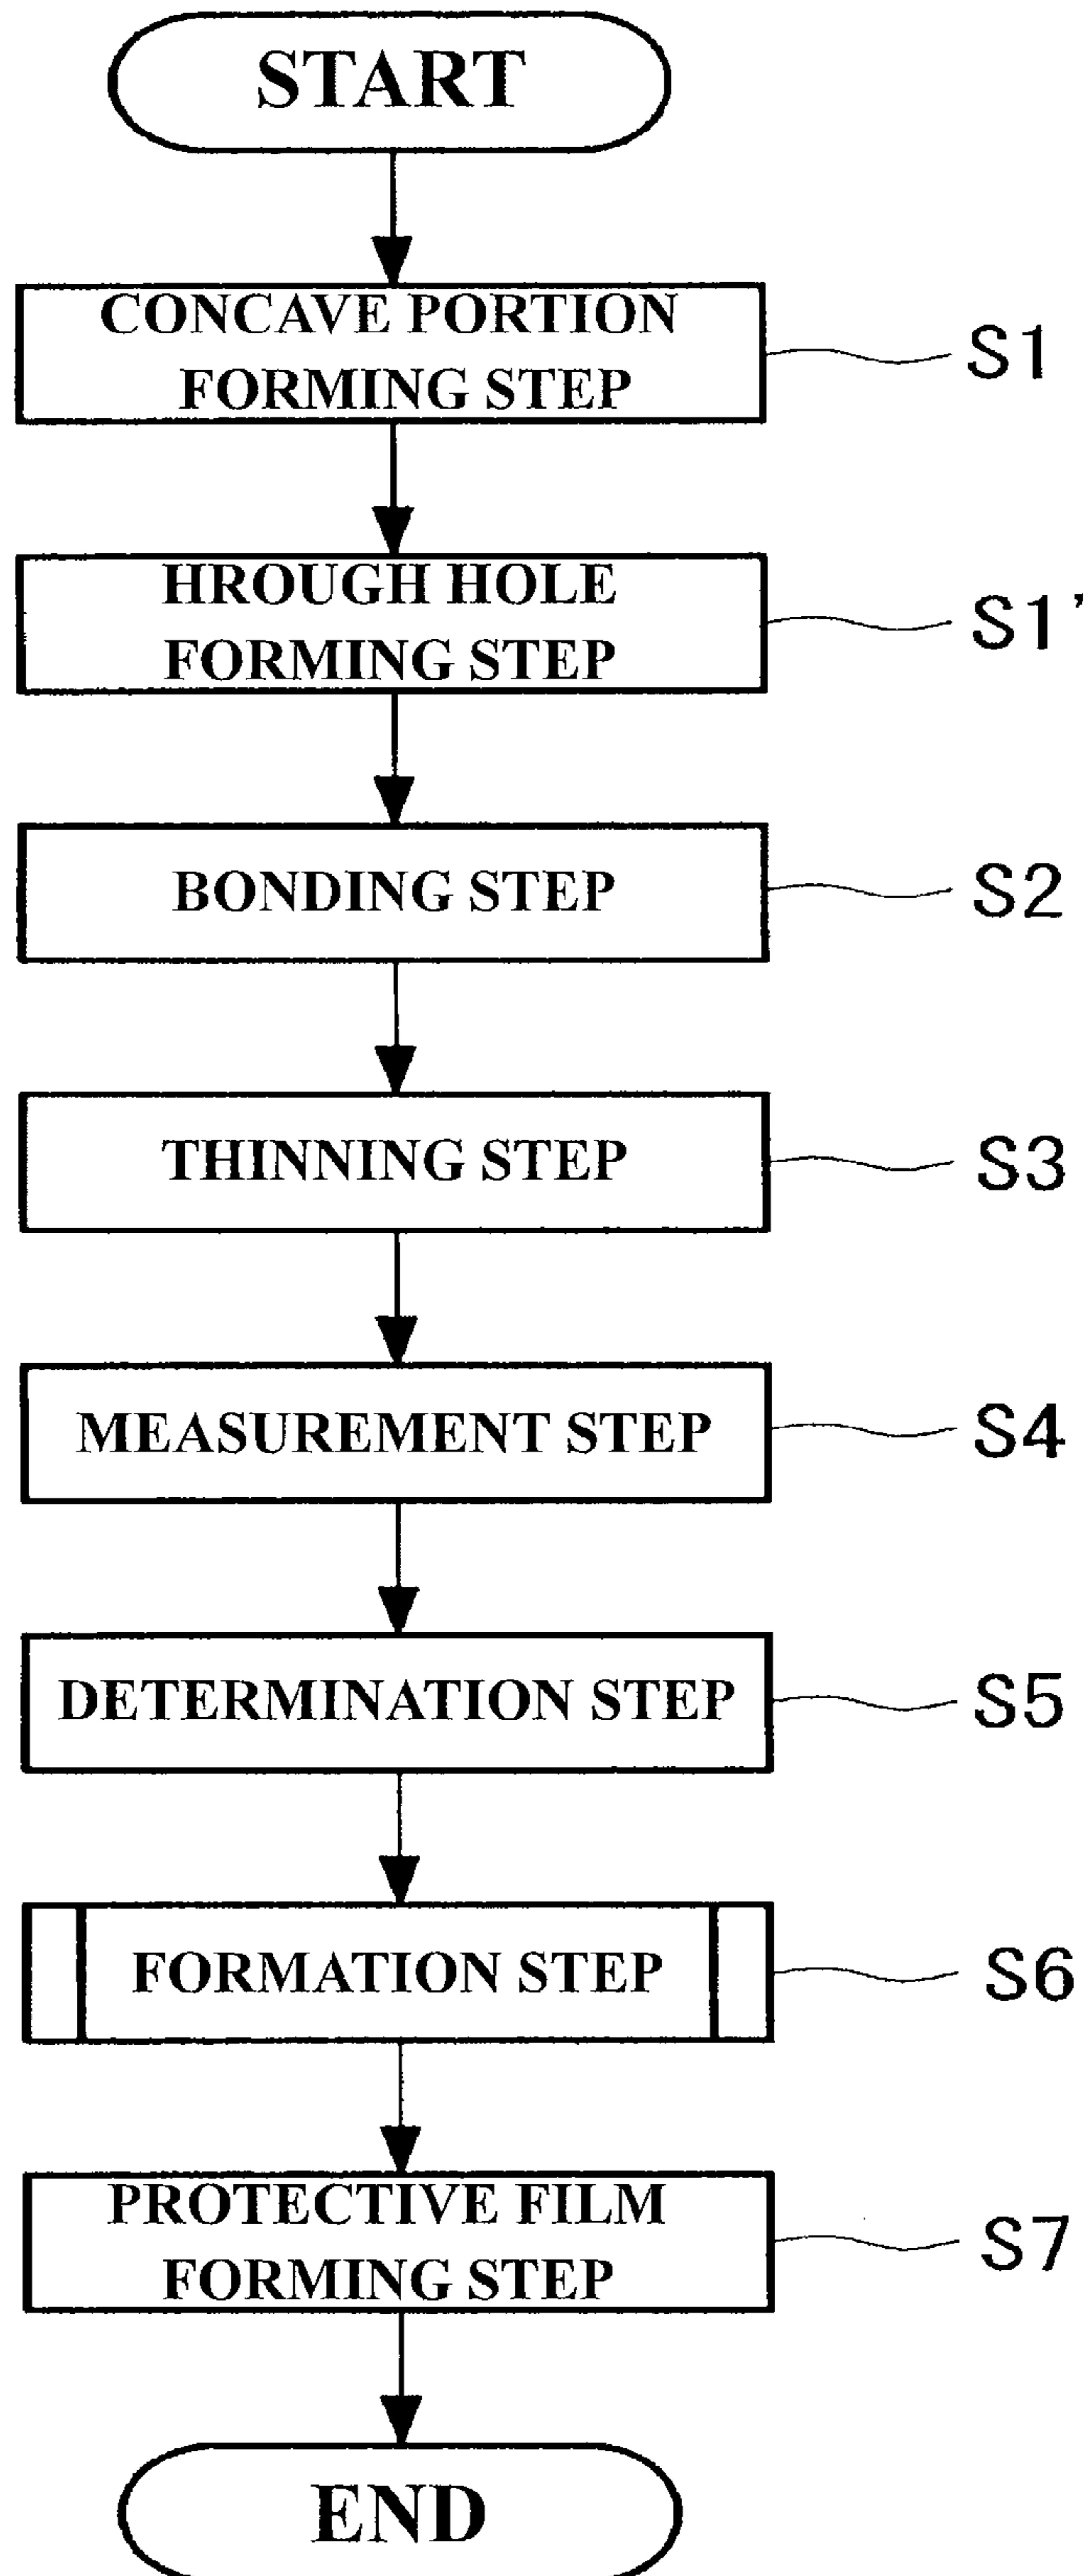 START
CONCAVE PORTION
FORMING STEP
S1
HROUGH HOLE
FORMING STEP
S1'
BONDING STEP
S2
THINNING STEP
S3
MEASUREMENT STEP
S4
DETERMINATION STEP
S5
FORMATION STEP
S6
PROTECTIVE FILM
FORMING STEP
S7
END